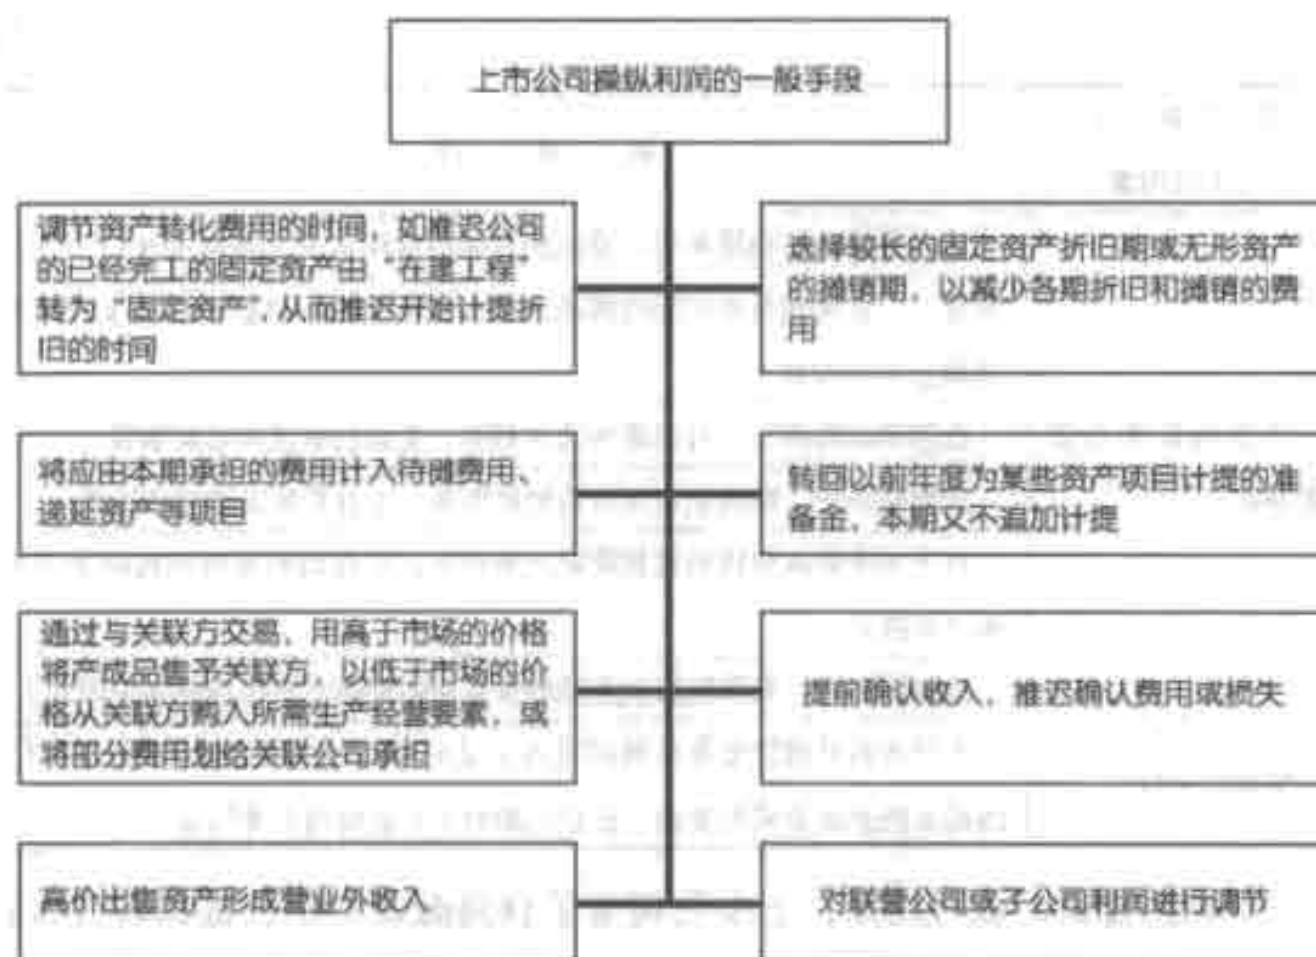 上市公司操纵利润的一般手段
调节资产转化费用的时间，如推迟公司
的已经完工的固定资产由“在建工程”
转为“固定资产”，从而推迟开始计提折
旧的时间
选择较长的固定资产折旧期或无形资产
的摊销期，以减少各期折旧和摊销的费
用
将应由本期承担的费用计入待摊费用、
递延资产等项目
转回以前年度为某些资产项目计提的准
备金，本期又不追加计提
通过与关联方交易，用高于市场的价格
将产成品售予关联方，以低于市场的价
格从关联方购入所需生产经营要素，或
将部分费用划给关联公司承担
提前确认收入，推迟确认费用或损失
高价出售资产形成营业外收入
对联营公司或子公司利润进行调节